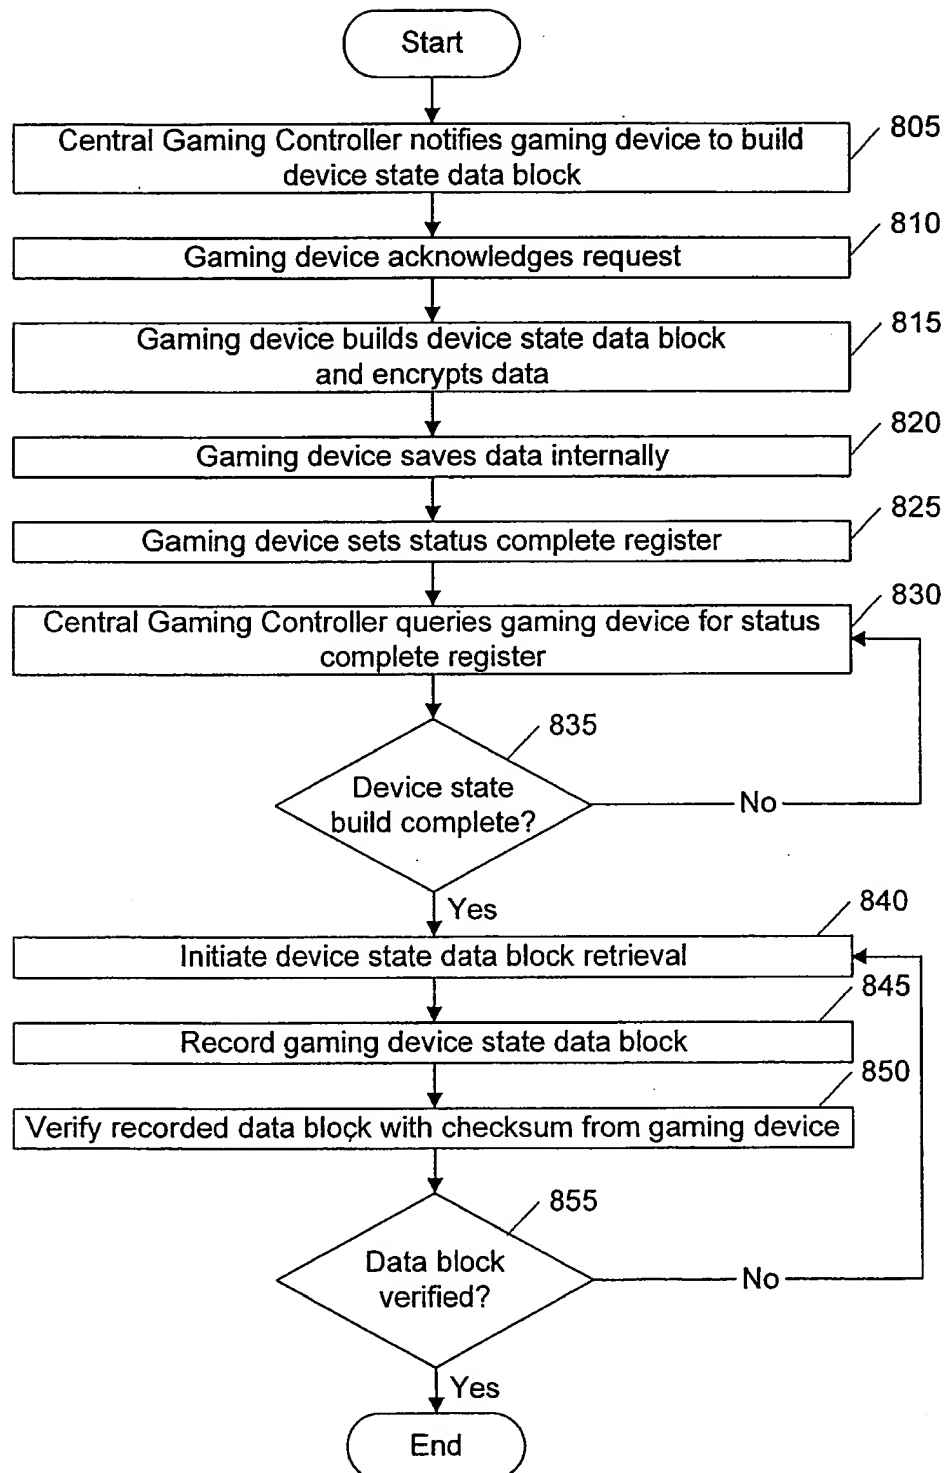 Start
Central Gaming Controller notifies gaming device to build
device state data block
805
Gaming device acknowledges request
810
Gaming device builds device state data block
and encrypts data
815
Gaming device saves data internally
820
Gaming device sets status complete register
825
Central Gaming Controller queries gaming device for status
complete register
830
Device state
build complete?
835
No
Yes
Initiate device state data block retrieval
840
Record gaming device state data block
845
Verify recorded data block with checksum from gaming device
850
Data block
verified?
855
No
Yes
End